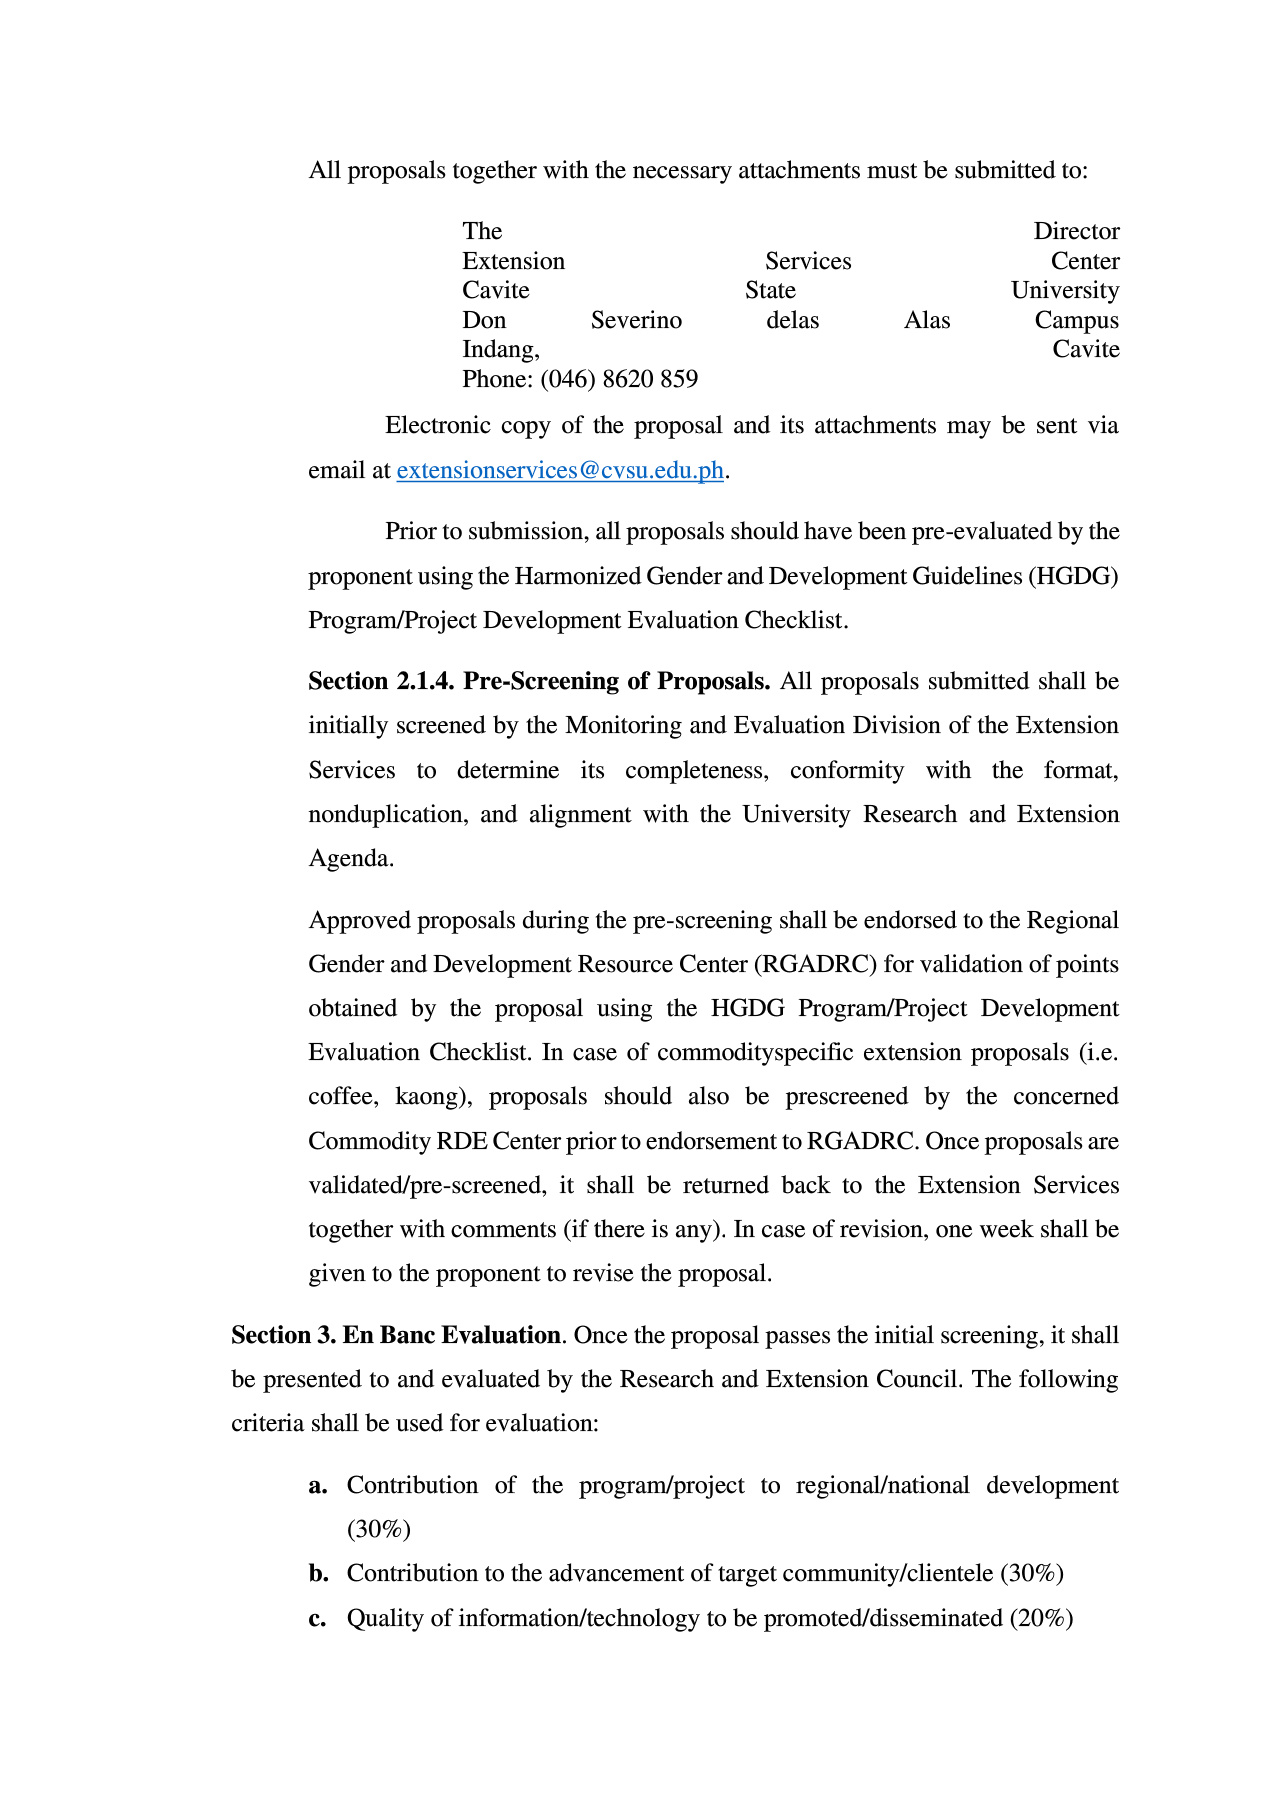 All proposals together with the necessary attachments must be submitted to:
The Director
Extension Services Center
Cavite State University
Don Severino delas Alas Campus
Indang, Cavite
Phone: (046) 8620 859
Electronic copy of the proposal and its attachments may be sent via
email at extensionservices@cvsu.edu.ph.
Prior to submission, all proposals should have been pre-evaluated by the
proponent using the Harmonized Gender and Development Guidelines (HGDG)
Program/Project Development Evaluation Checklist.
Section 2.1.4. Pre-Screening of Proposals. All proposals submitted shall be
initially screened by the Monitoring and Evaluation Division of the Extension
Services to determine its completeness, conformity with the format,
nonduplication, and alignment with the University Research and Extension
Agenda.
Approved proposals during the pre-screening shall be endorsed to the Regional
Gender and Development Resource Center (RGADRC) for validation of points
obtained by the proposal using the HGDG Program/Project Development
Evaluation Checklist. In case of commodityspecific extension proposals (i.e.
coffee, kaong), proposals should also be prescreened by the concerned
Commodity RDE Center prior to endorsement to RGADRC. Once proposals are
validated/pre-screened, it shall be returned back to the Extension Services
together with comments (if there is any). In case of revision, one week shall be
given to the proponent to revise the proposal.
Section 3. En Banc Evaluation. Once the proposal passes the initial screening, it shall
be presented to and evaluated by the Research and Extension Council. The following
criteria shall be used for evaluation:
a. Contribution of the program/project to regional/national development
(30%)
b. Contribution to the advancement of target community/clientele (30%)
c. Quality of information/technology to be promoted/disseminated (20%)